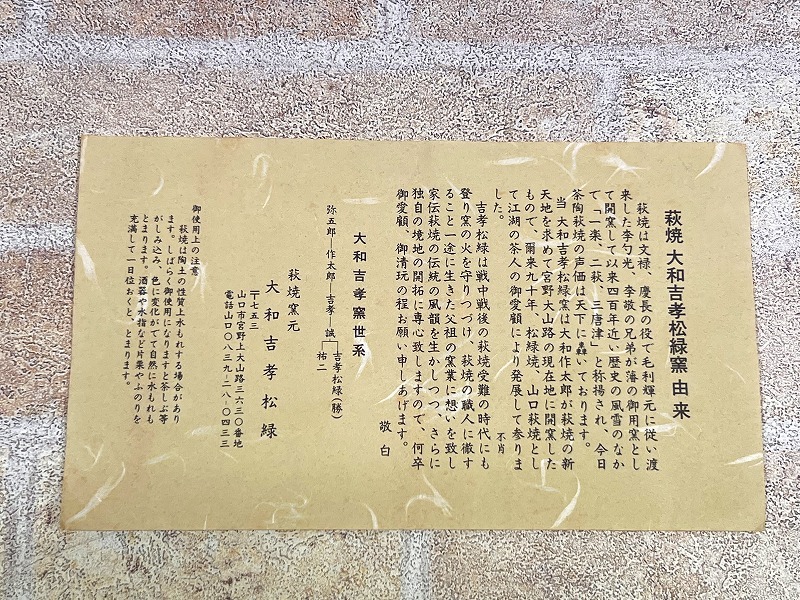 萩焼 大和吉孝松緑窯 由来
萩焼は文禄、慶長の役で毛利輝元に従い渡
来した李勺光、李敬の兄弟が藩の御用窯とし
て開窯して以来四百年近い歴史の風雪のなか
で「一楽、二萩、三唐津」と称揚され、今日
茶陶萩焼の声価は天下に轟いております。
当 大和吉孝松緑窯は大和作太郎が萩焼の新
天地を求めて宮野大山路の現在地に開窯した
もので、爾来九十年、松緑焼、山口萩焼とし
て江湖の茶人の御愛顧により発展して参りま
した。
不肖
吉孝松緑は戦中戦後の萩焼受難の時代にも
登り窯の火を守りつづけ、萩焼の職人に徹す
ること一途に生きた父祖の窯業に想いを致し
家伝萩焼の伝統の風韻を生かしつつ、さらに
独自の境地の開拓に専心致しますので、何卒
御愛顧、御清玩の程お願い申しあげます。
敬白
大和吉孝窯世系
弥五郎―作太郎―吉孝―誠
吉孝松緑(勝)
祐二
萩焼窯元
大和吉孝松緑
〒七五三
山口市宮野上大山路三六三〇番地
電話山口〇八三九―二八―〇四三三
御使用上の注意
萩焼は陶土の性質上水もれする場合があり
ます。しばらく御使用になりますと茶しぶ等
がしみ込み、色に変化がでて自然に水もれも
とまります。酒器や水指など片栗やふのりを
充満して一日位おくと、とまります。